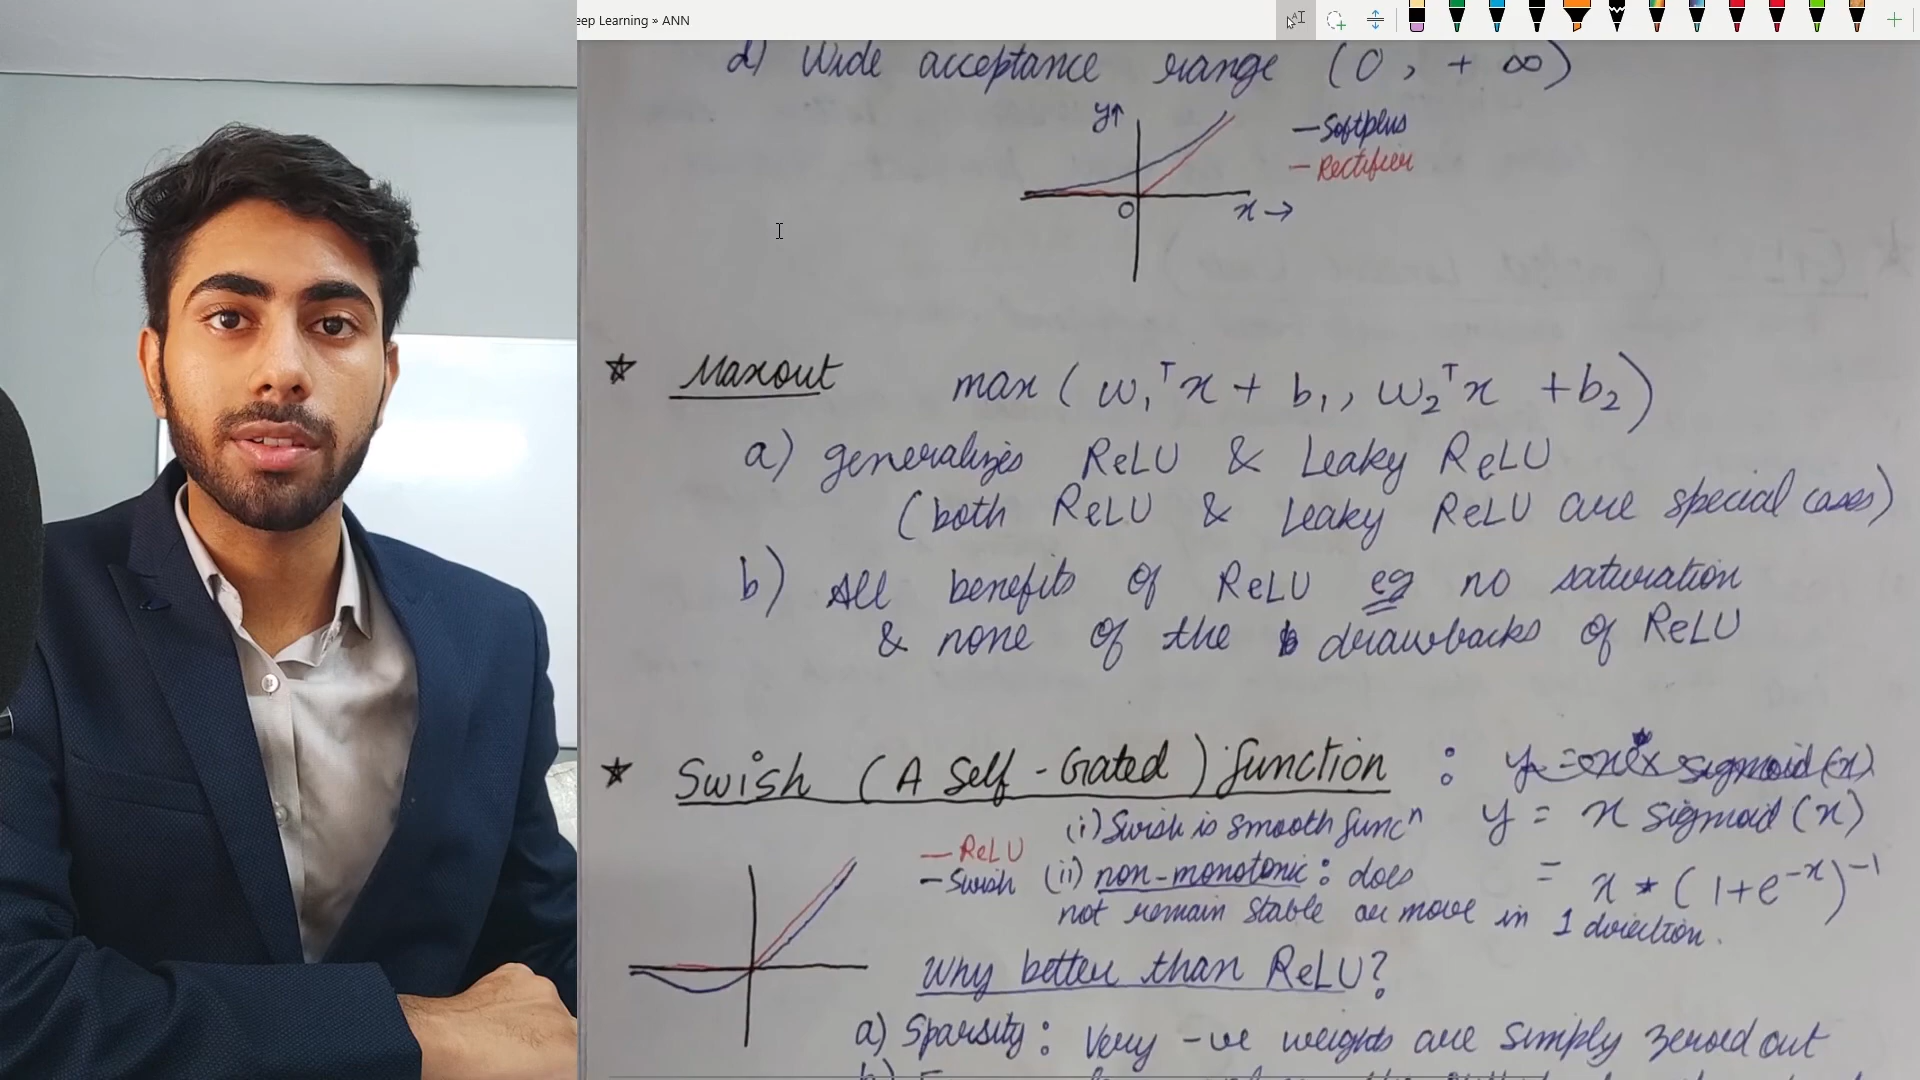 eep Learning » ANN
d) Wide acceptance range (0, + ∞)
y↑
—Softplus
— Rectifier
0
x →
☆ Maxout max ( w₁ᵀx + b₁, w₂ᵀx + b₂)
a) generalizes ReLU & Leaky ReLU
(both ReLU & Leaky ReLU are special cases)
b) All benefits of ReLU eg no saturation
& none of the drawbacks of ReLU
☆ Swish (A Self-Gated) function : y = x * sigmoid(x)
(i) Swish is smooth funcⁿ y = x sigmoid(x)
— ReLU
— Swish (ii) non-monotonic : does = x * (1+e⁻ˣ)⁻¹
not remain stable or move in 1 direction.
Why better than ReLU?
a) Sparsity : Very -ve weights are simply zeroed out